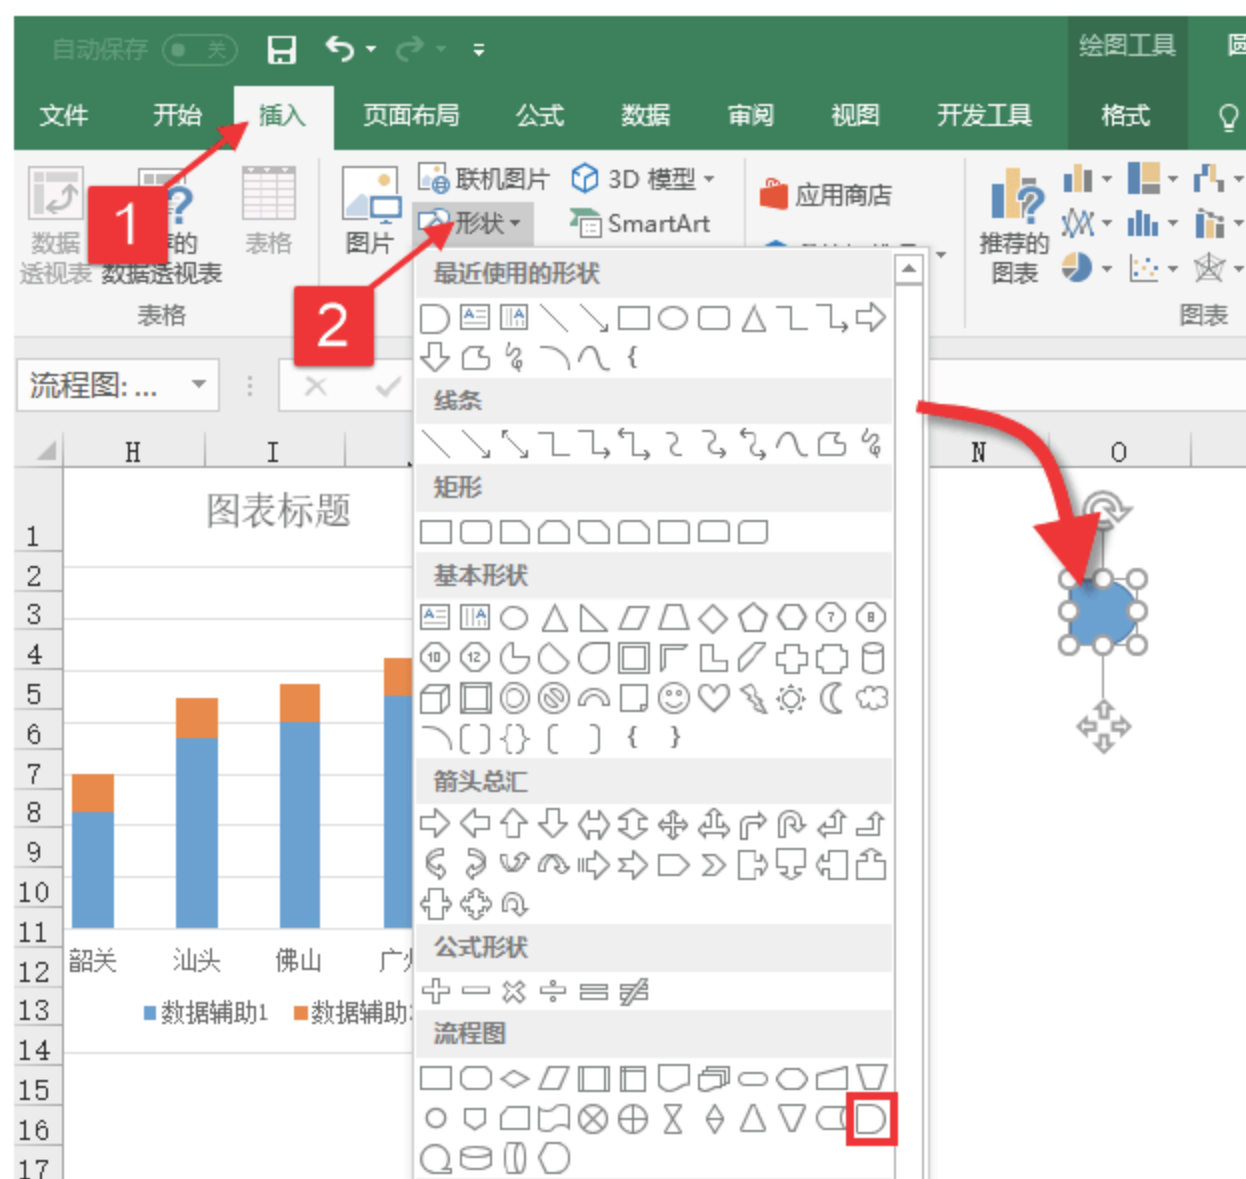 自动保存 关 绘图工具 圆
文件 开始 插入 页面布局 公式 数据 审阅 视图 开发工具 格式
联机图片 3D 模型 应用商店
1 形状 SmartArt
数据 的 表格 图片 推荐的
透视表 数据透视表 图表
表格 图表
2
流程图: ...
最近使用的形状
线条
矩形
基本形状
7 8
10 12
箭头总汇
公式形状
流程图
H I N O
图表标题
1
2
3
4
5
6
7
8
9
10
11
12
13
14
15
16
17
韶关 汕头 佛山 广
数据辅助1 数据辅助